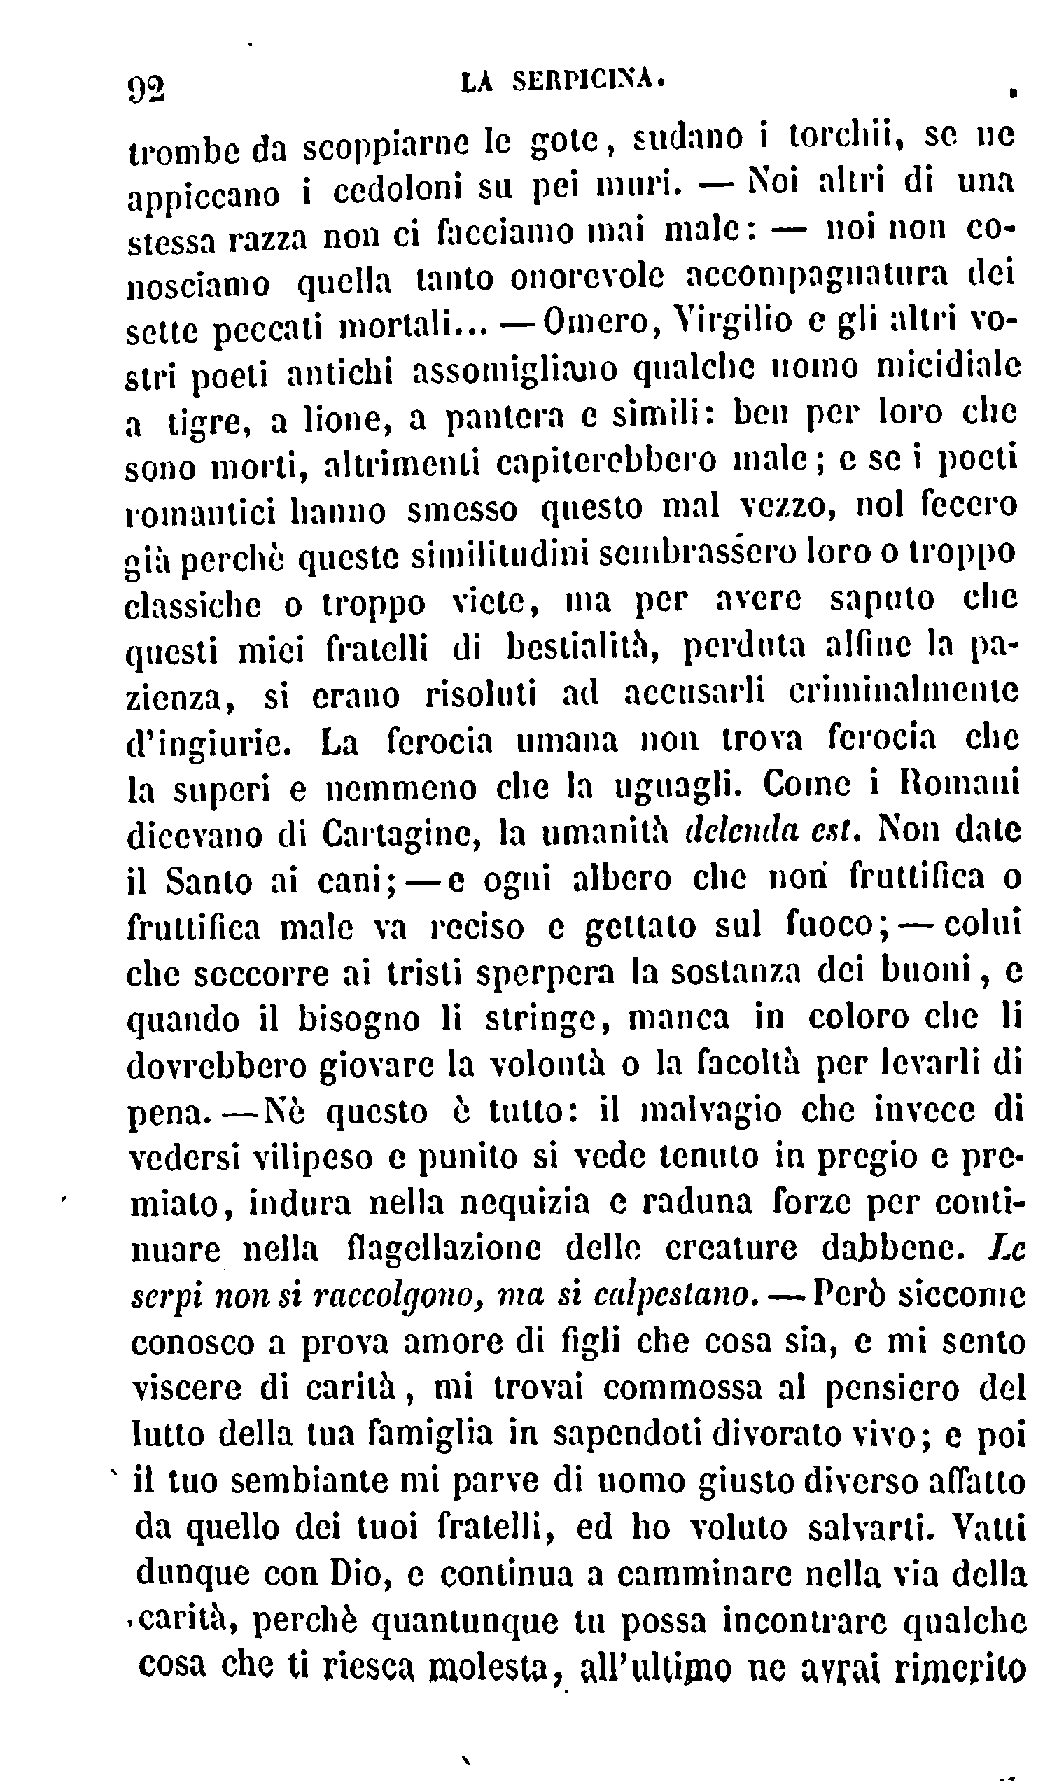 92 LA SERPICINA.
trombe da scoppiarne le gote, sudano i torchii, se ne
appiccano i cedoloni su pei muri. — Noi altri di una
stessa razza non ci facciamo mai male: — noi non co-
nosciamo quella tanto onorevole accompagnatura dei
sette peccati mortali... — Omero, Virgilio e gli altri vo-
stri poeti antichi assomigliano qualche uomo micidiale
a tigre, a lione, a pantera e simili: ben per loro che
sono morti, altrimenti capiterebbero male; e se i poeti
romantici hanno smesso questo mal vezzo, nol fecero
già perchè queste similitudini sembrassero loro o troppo
classiche o troppo viete, ma per avere saputo che
questi miei fratelli di bestialità, perduta alfine la pa-
zienza, si erano risoluti ad accusarli criminalmente
d'ingiurie. La ferocia umana non trova ferocia che
la superi e nemmeno che la uguagli. Come i Romani
dicevano di Cartagine, la umanità delenda est. Non date
il Santo ai cani; — e ogni albero che non fruttifica o
fruttifica male va reciso e gettato sul fuoco; — colui
che soccorre ai tristi sperpera la sostanza dei buoni, e
quando il bisogno li stringe, manca in coloro che li
dovrebbero giovare la volontà o la facoltà per levarli di
pena. — Nè questo è tutto: il malvagio che invece di
vedersi vilipeso e punito si vede tenuto in pregio e pre-
miato, indura nella nequizia e raduna forze per conti-
nuare nella flagellazione delle creature dabbene. Le
serpi non si raccolgono, ma si calpestano. — Però siccome
conosco a prova amore di figli che cosa sia, e mi sento
viscere di carità, mi trovai commossa al pensiero del
lutto della tua famiglia in sapendoti divorato vivo; e poi
il tuo sembiante mi parve di uomo giusto diverso affatto
da quello dei tuoi fratelli, ed ho voluto salvarti. Vatti
dunque con Dio, e continua a camminare nella via della
carità, perchè quantunque tu possa incontrare qualche
cosa che ti riesca molesta, all'ultimo ne avrai rimerito